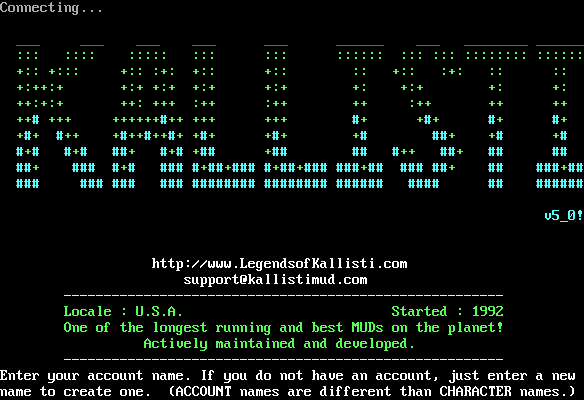 Connecting...
KALLISTI
v5_0!
http://www.LegendsofKallisti.com
support@kallistimud.com
Locale : U.S.A. Started : 1992
One of the longest running and best MUDs on the planet!
Actively maintained and developed.
Enter your account name. If you do not have an account, just enter a new
name to create one. (ACCOUNT names are different than CHARACTER names.)